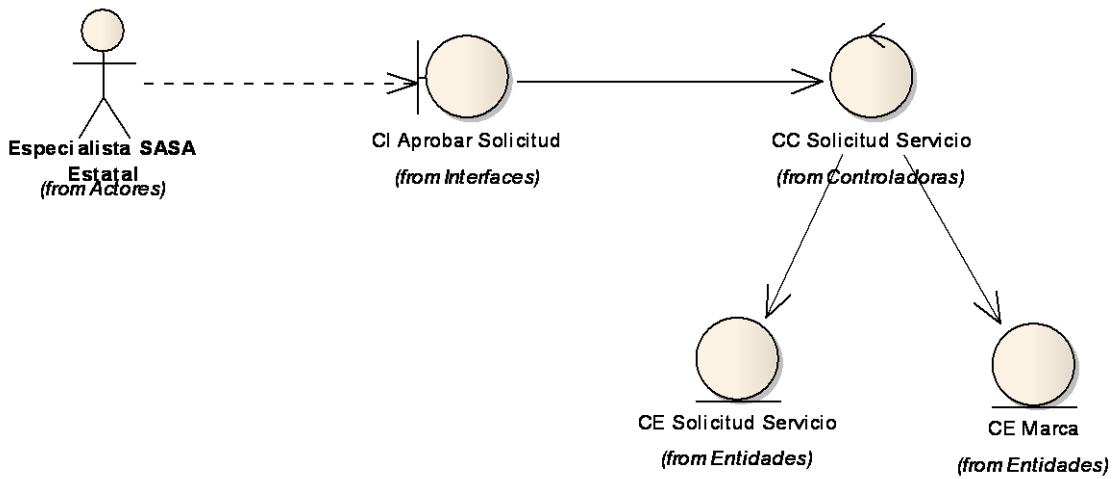 Especialista SASA
Estatal
(from Actores)
CI Aprobar Solicitud
(from Interfaces)
CC Solicitud Servicio
(from Controladoras)
CE Solicitud Servicio
(from Entidades)
CE Marca
(from Entidades)